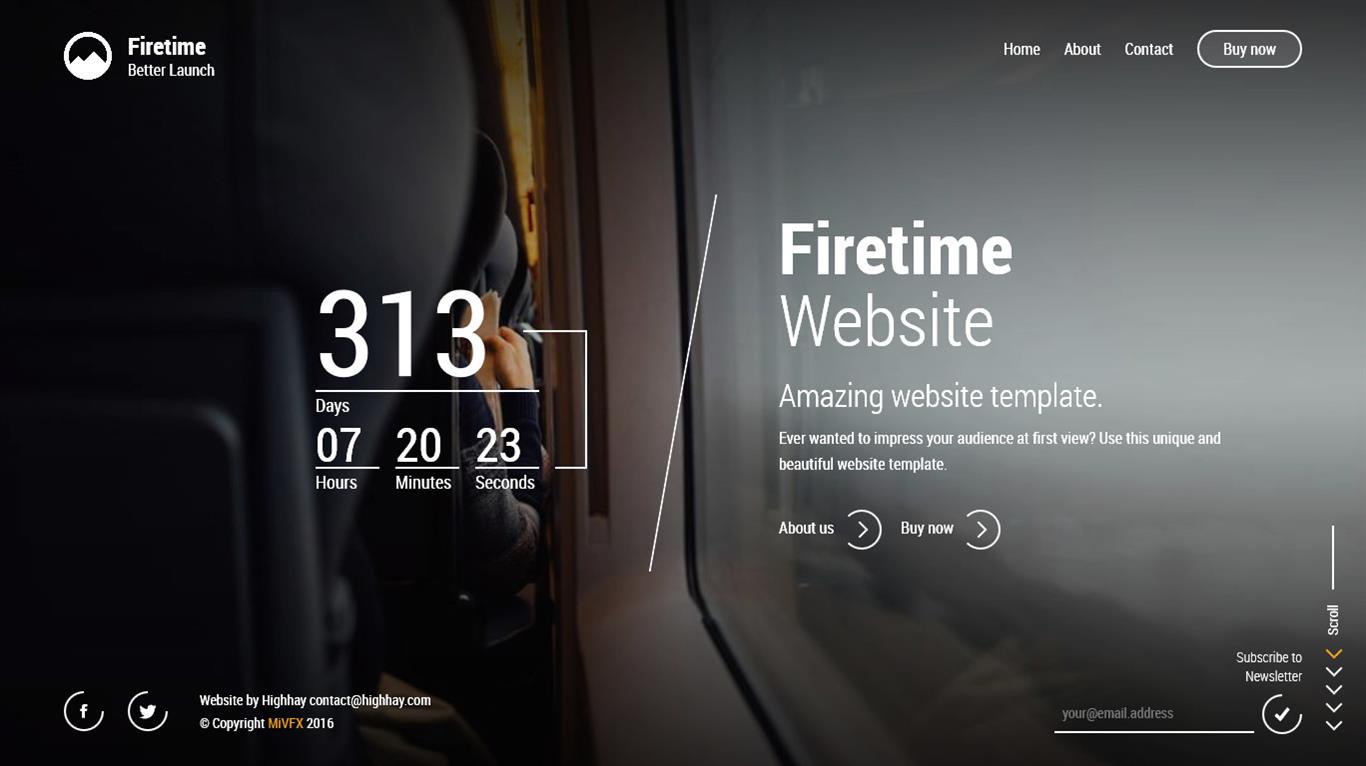 Firetime
Better Launch
Home About Contact Buy now
313
Days
07 20 23
Hours Minutes Seconds
Firetime
Website
Amazing website template.
Ever wanted to impress your audience at first view? Use this unique and
beautiful website template.
About us Buy now
Scroll
Subscribe to
Newsletter
your@email.address
f
Website by Highhay contact@highhay.com
© Copyright MiVFX 2016